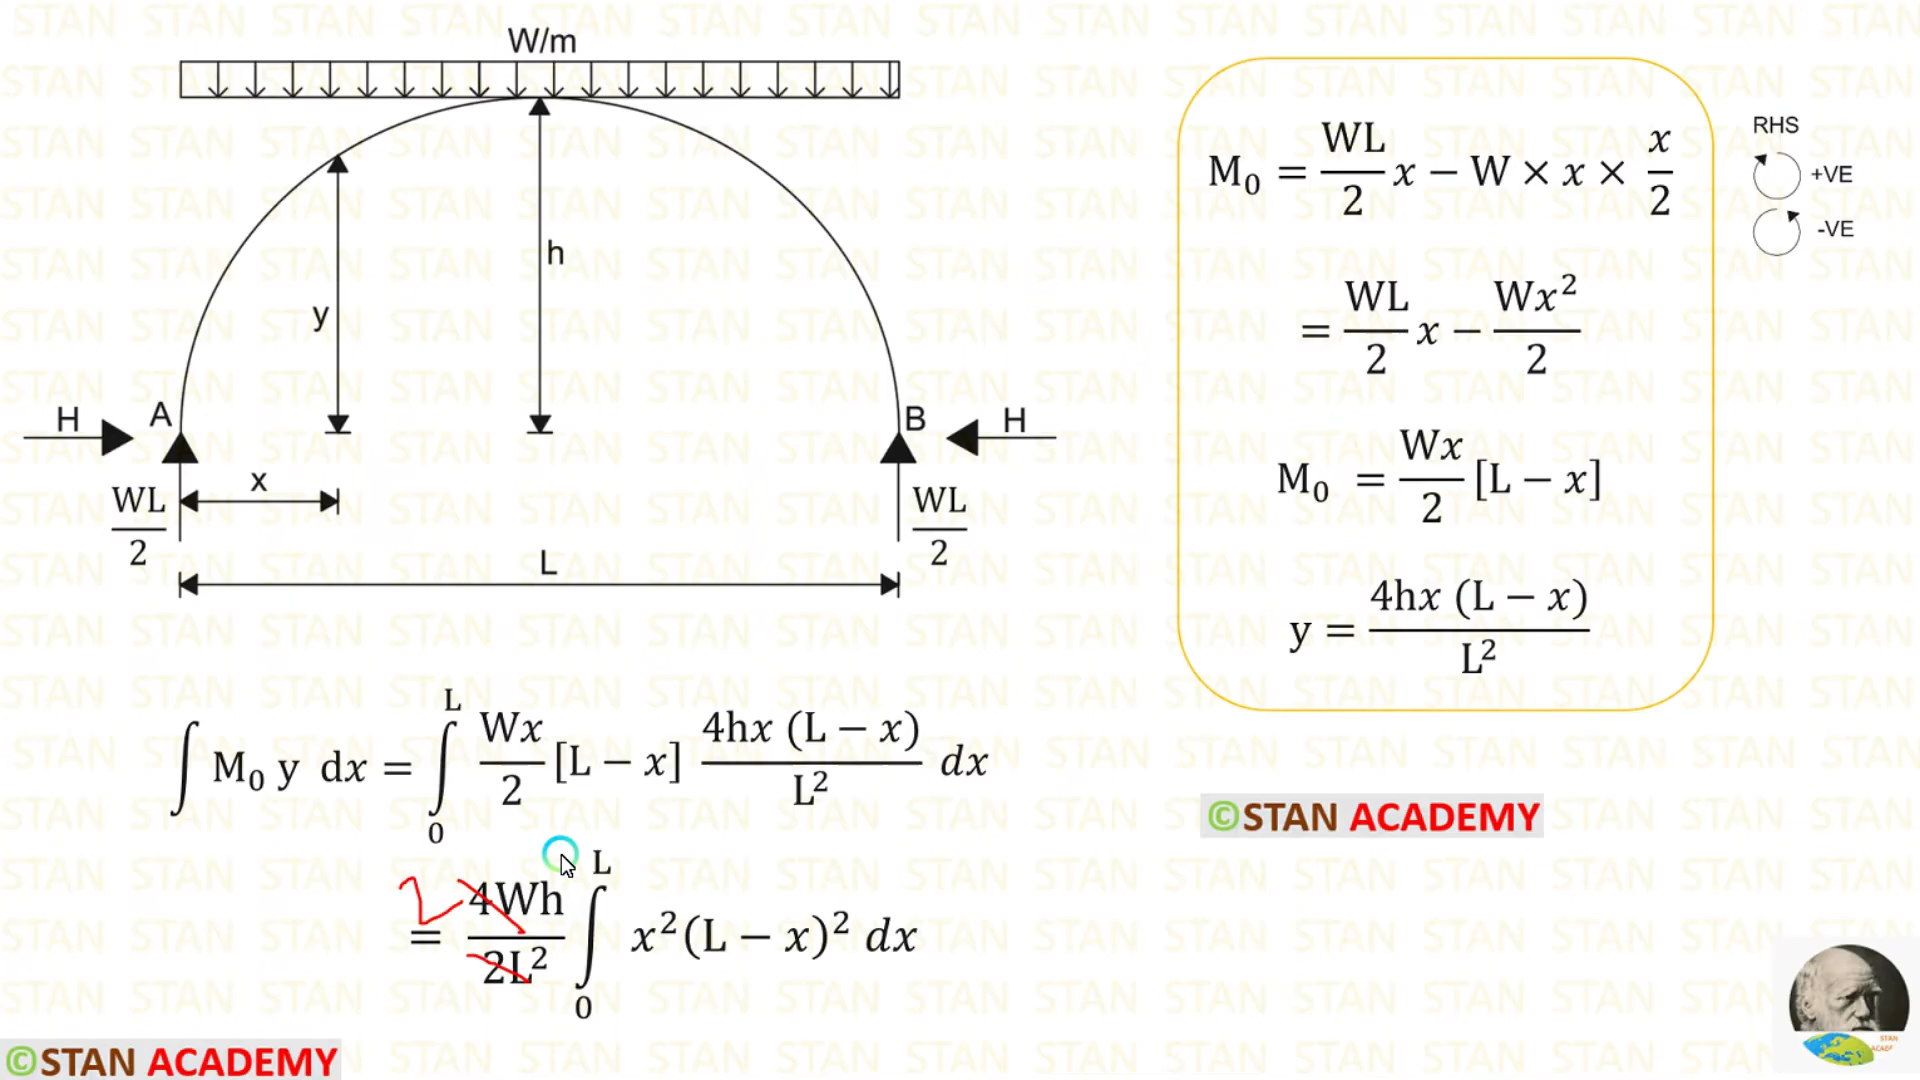 W/m
h
y
H
A
B
H
x
WL/2
WL/2
L
M₀ = WL/2 x − W × x × x/2
= WL/2 x − Wx²/2
M₀ = Wx/2 [L − x]
y = 4hx (L − x)/L²
RHS
+VE
-VE
∫ M₀ y dx = ∫₀ᴸ Wx/2 [L − x] 4hx (L − x)/L² dx
2
= 4Wh/2L² ∫₀ᴸ x²(L − x)² dx
©STAN ACADEMY
©STAN ACADEMY
STAN